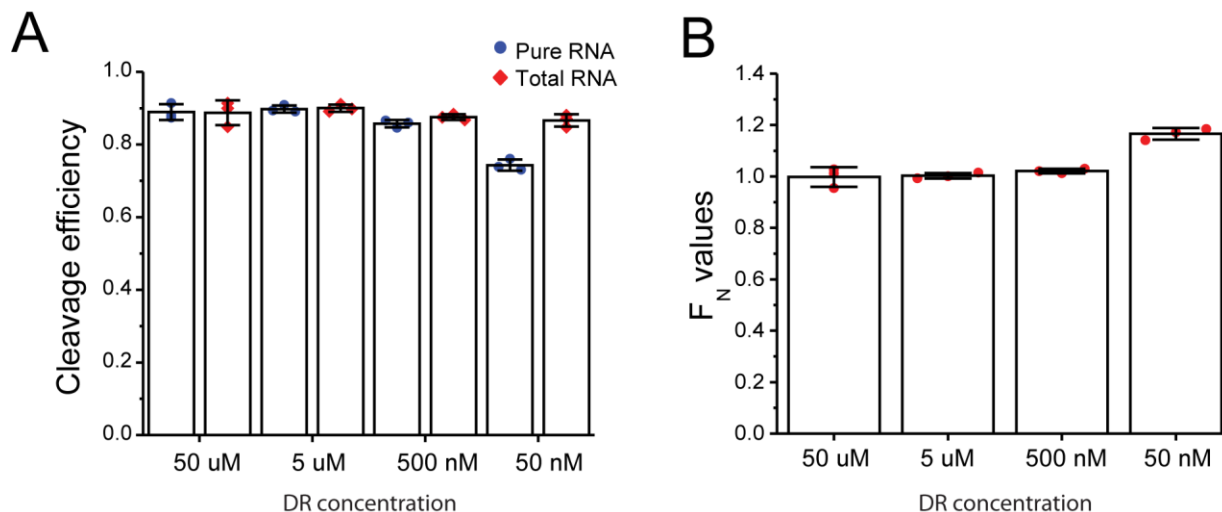 A
Pure RNA
Total RNA
Cleavage efficiency
1.0
0.8
0.6
0.4
0.2
0.0
50 uM 5 uM 500 nM 50 nM
DR concentration
B
F_N values
1.4
1.2
1.0
0.8
0.6
0.4
0.2
0.0
50 uM 5 uM 500 nM 50 nM
DR concentration